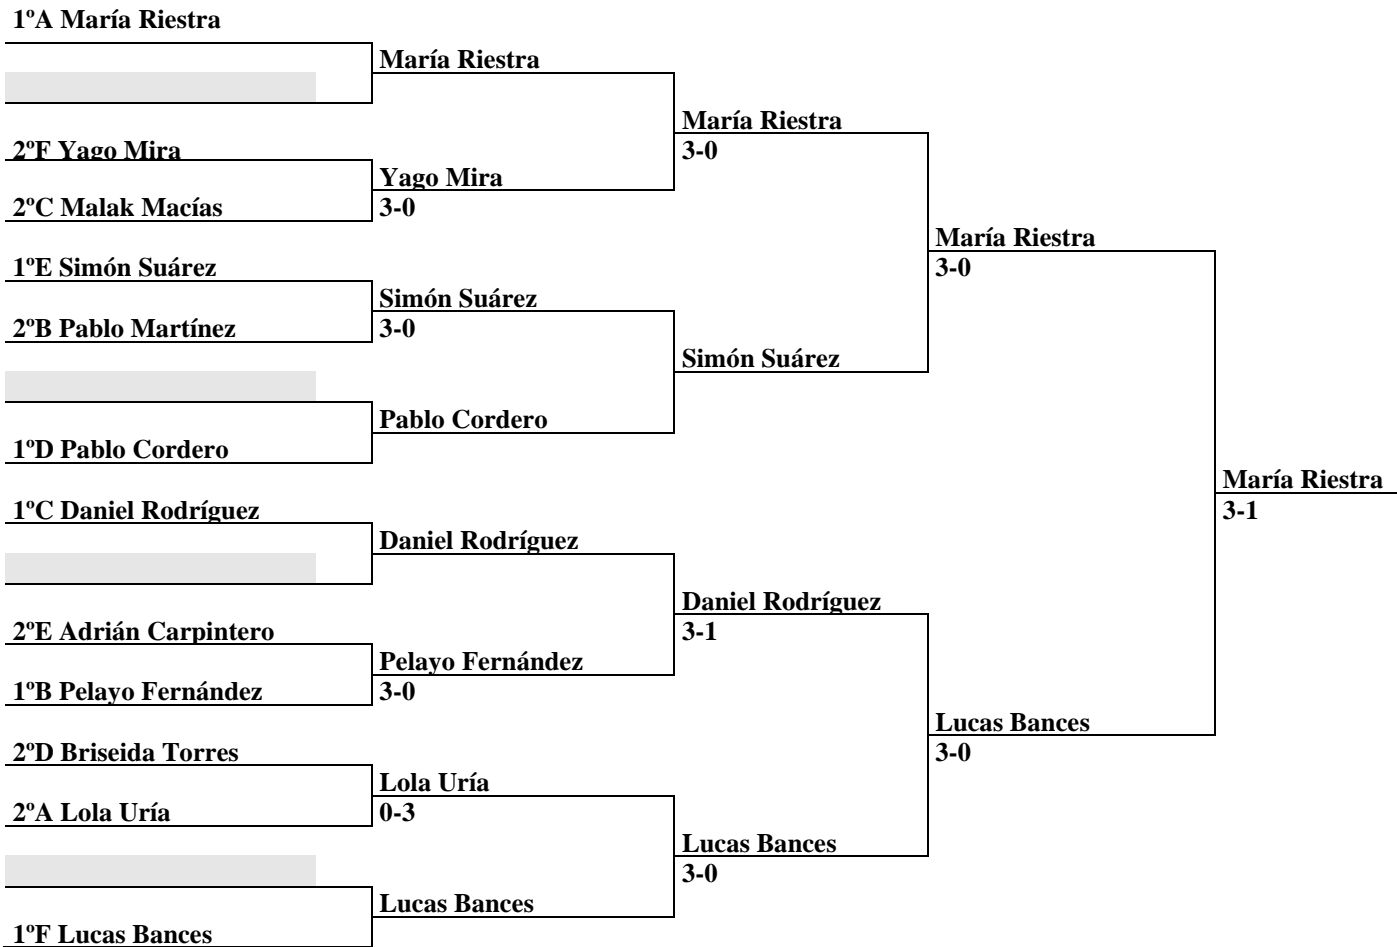 1ºA María Riestra
María Riestra
María Riestra
3-0
2ºF Yago Mira
Yago Mira
3-0
2ºC Malak Macías
María Riestra
3-0
1ºE Simón Suárez
Simón Suárez
3-0
2ºB Pablo Martínez
Simón Suárez
Pablo Cordero
1ºD Pablo Cordero
María Riestra
3-1
1ºC Daniel Rodríguez
Daniel Rodríguez
Daniel Rodríguez
3-1
2ºE Adrián Carpintero
Pelayo Fernández
3-0
1ºB Pelayo Fernández
Lucas Bances
3-0
2ºD Briseida Torres
Lola Uría
0-3
2ºA Lola Uría
Lucas Bances
3-0
Lucas Bances
1ºF Lucas Bances